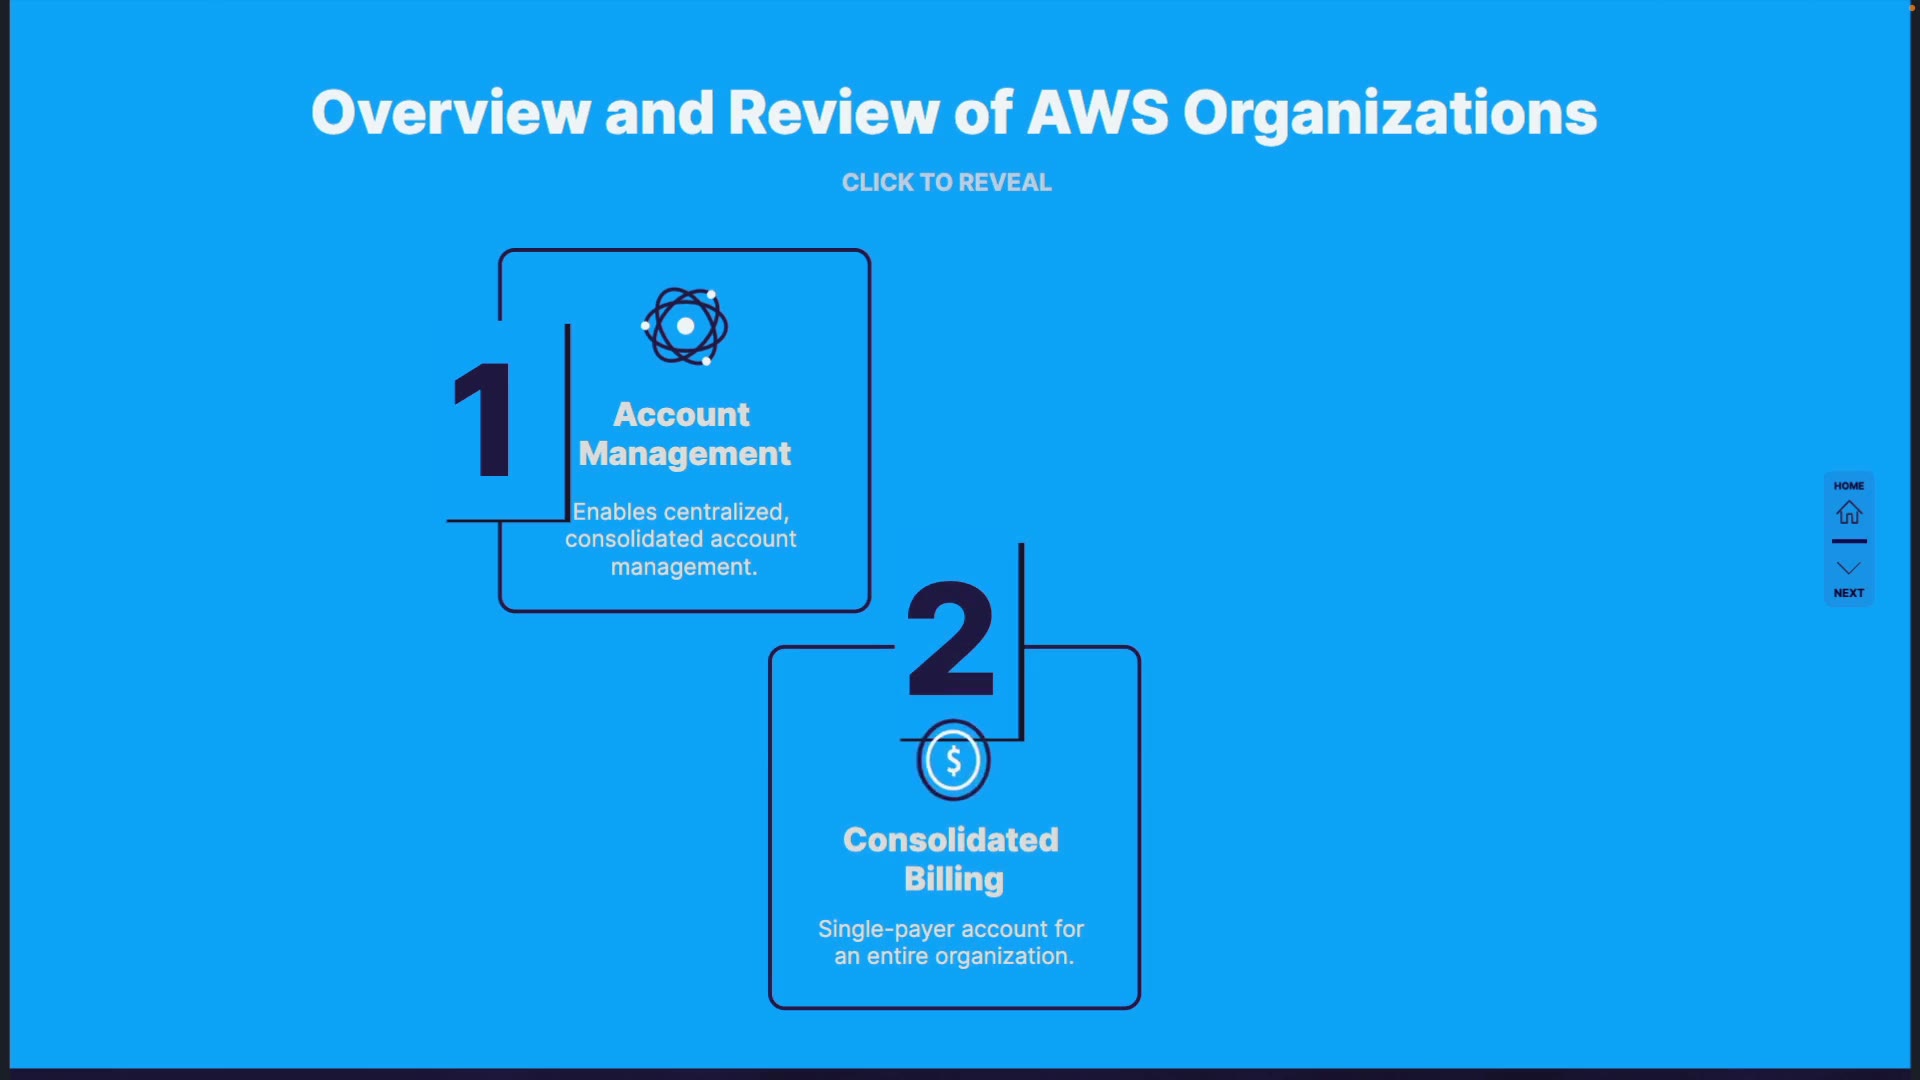 Overview and Review of AWS Organizations
CLICK TO REVEAL
1
Account
Management
Enables centralized,
consolidated account
management.
2
$
Consolidated
Billing
Single-payer account for
an entire organization.
HOME
NEXT